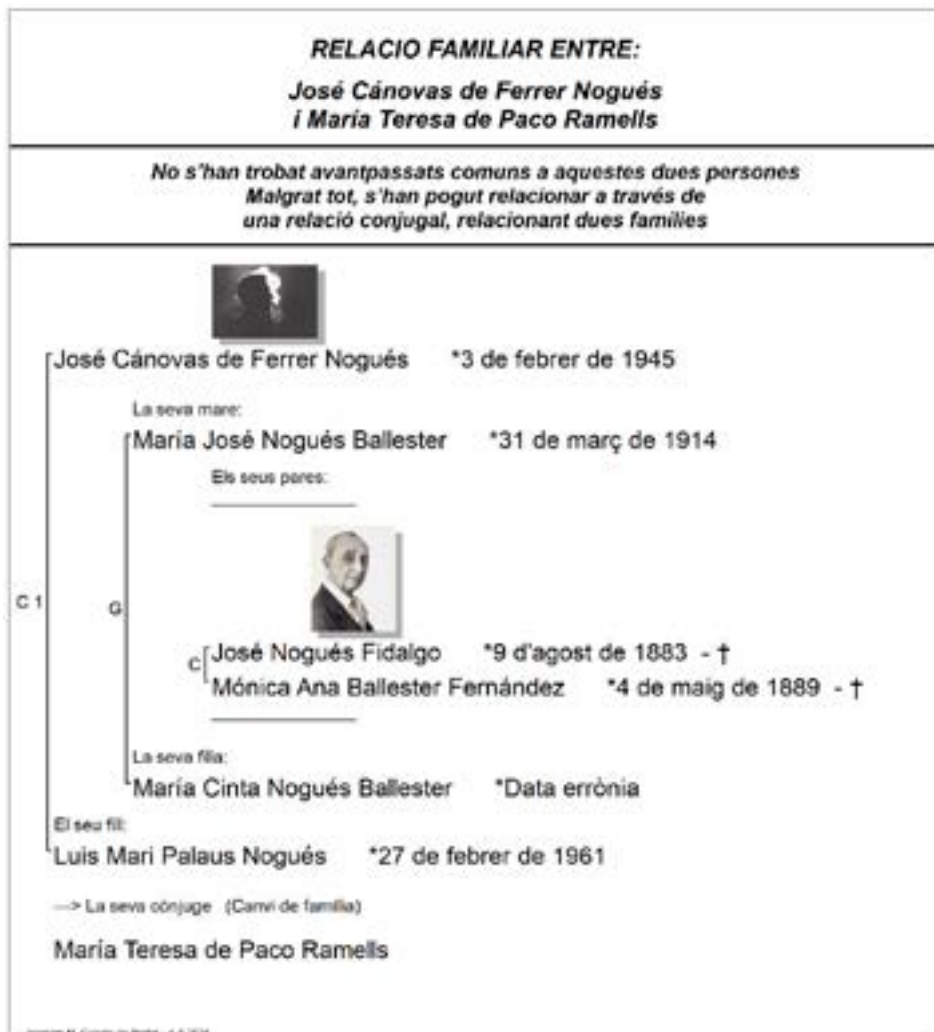 RELACIO FAMILIAR ENTRE:
José Cánovas de Ferrer Nogués
i María Teresa de Paco Ramells
No s'han trobat avantpassats comuns a aquestes dues persones
Malgrat tot, s'han pogut relacionar a través de
una relació conjugal, relacionant dues famílies
José Cánovas de Ferrer Nogués *3 de febrer de 1945
La seva mare:
María José Nogués Ballester *31 de març de 1914
Els seus pares:
C 1
G
C
José Nogués Fidalgo *9 d'agost de 1883 - †
Mónica Ana Ballester Fernández *4 de maig de 1889 - †
La seva filla:
María Cinta Nogués Ballester *Data errònia
El seu fill:
Luis Mari Palaus Nogués *27 de febrer de 1961
---> La seva cònjuge (Canvi de família)
María Teresa de Paco Ramells